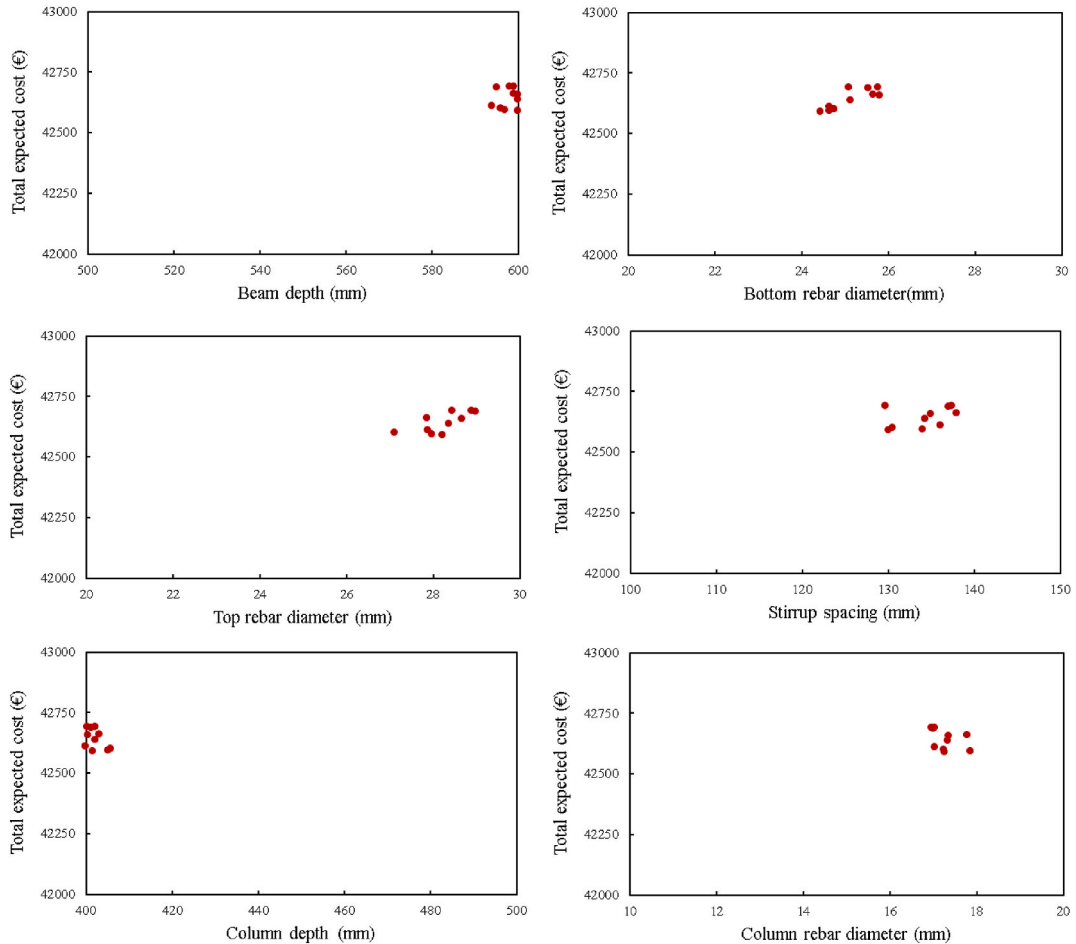 Total expected cost (€)
43000
42750
42500
42250
42000
500 520 540 560 580 600
Beam depth (mm)
Total expected cost (€)
43000
42750
42500
42250
42000
20 22 24 26 28 30
Bottom rebar diameter(mm)
Total expected cost (€)
43000
42750
42500
42250
42000
20 22 24 26 28 30
Top rebar diameter (mm)
Total expected cost (€)
43000
42750
42500
42250
42000
100 110 120 130 140 150
Stirrup spacing (mm)
Total expected cost (€)
43000
42750
42500
42250
42000
400 420 440 460 480 500
Column depth (mm)
Total expected cost (€)
43000
42750
42500
42250
42000
10 12 14 16 18 20
Column rebar diameter (mm)